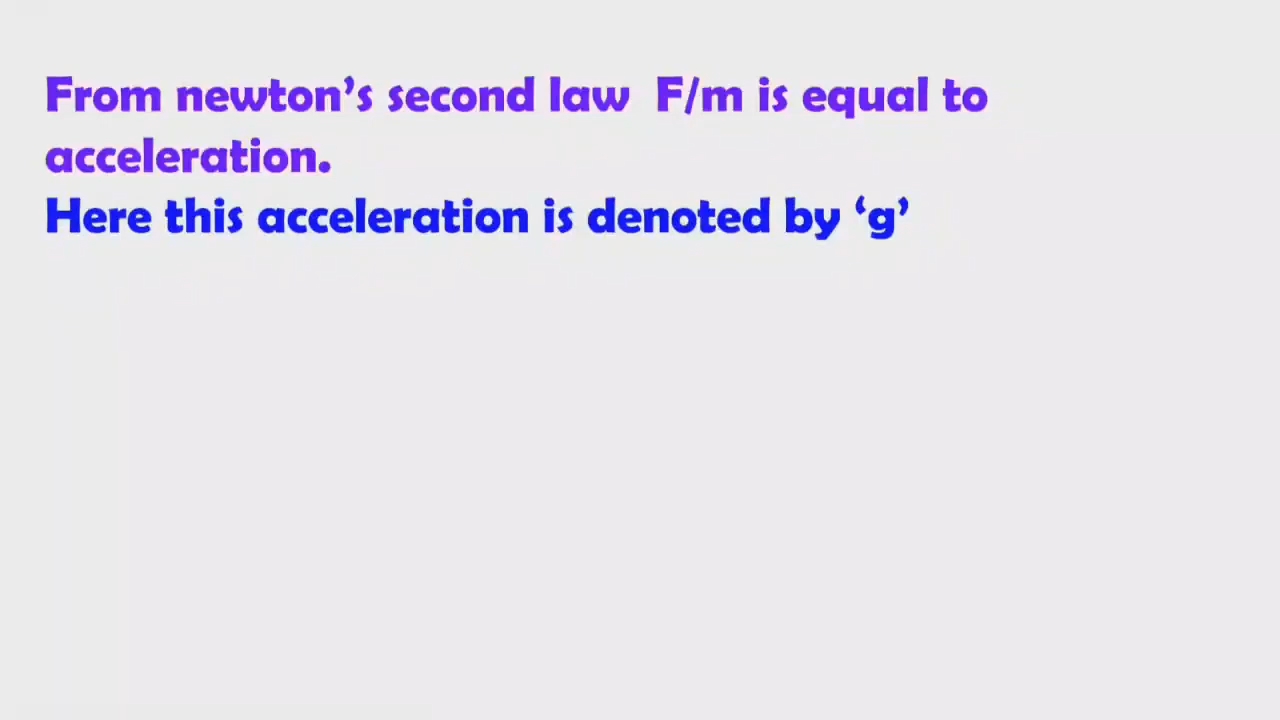 From newton’s second law  F/m is equal to
acceleration.
Here this acceleration is denoted by ‘g’